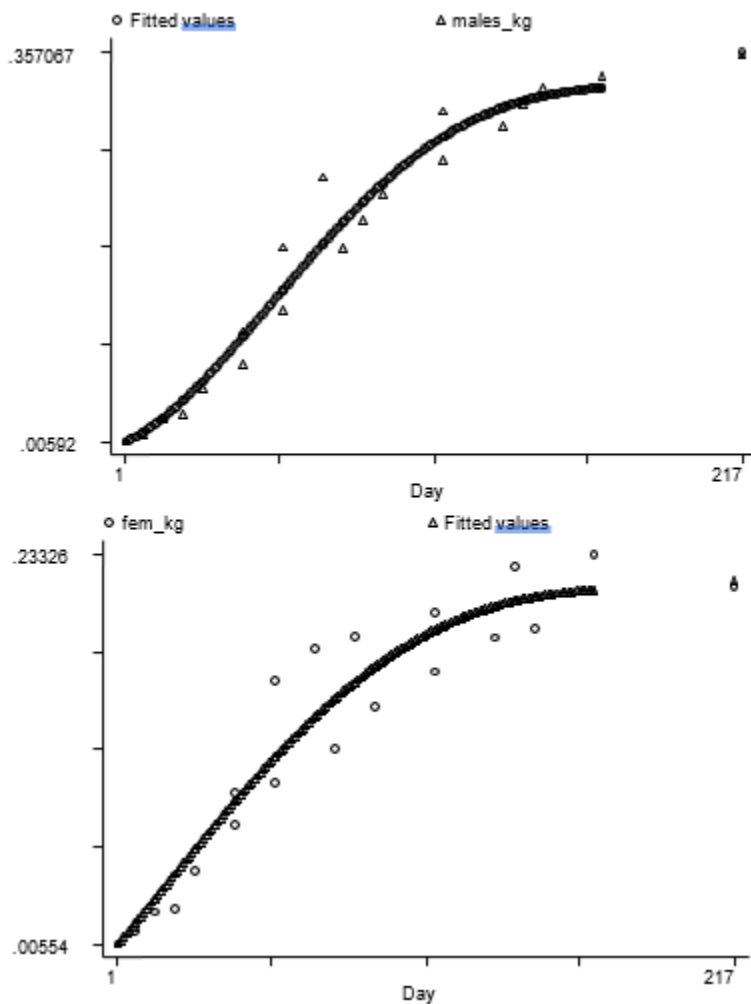 Fitted values males_kg
.357067
.00592
1 217
Day
fem_kg Fitted values
.23326
.00554
1 217
Day